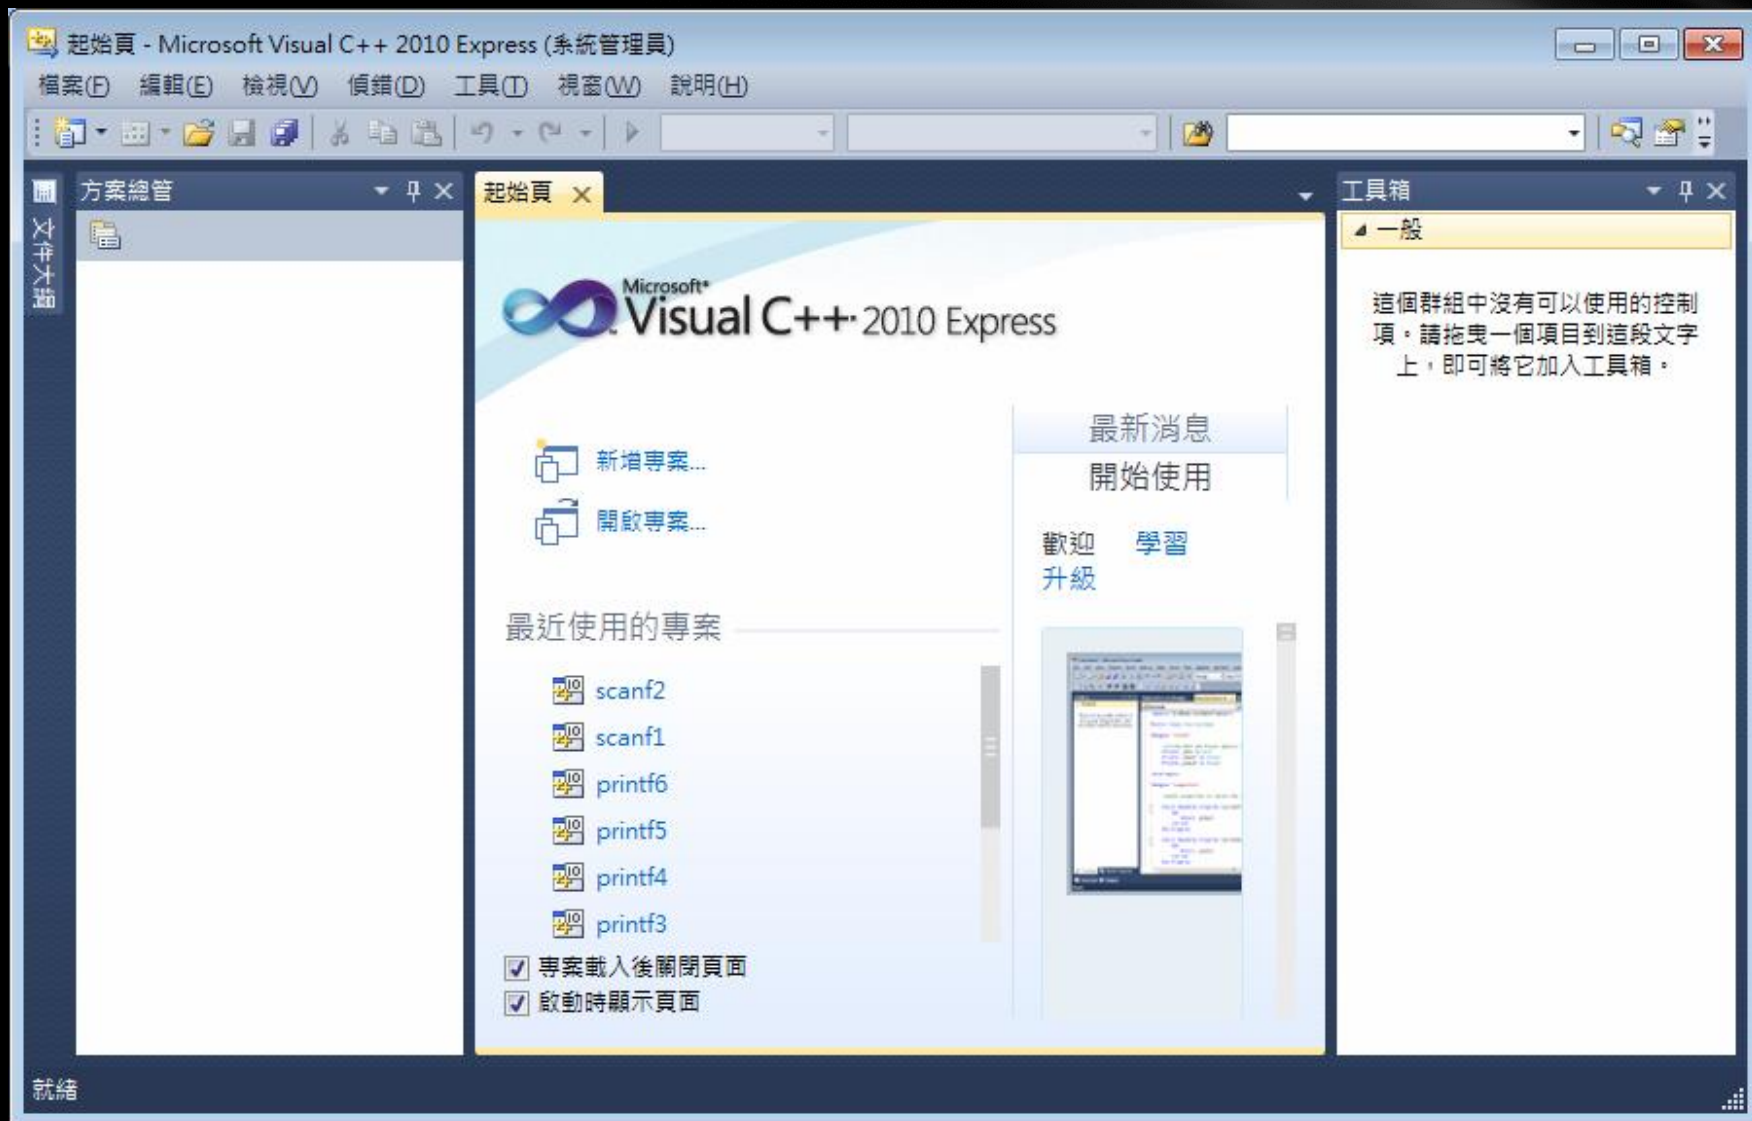 起始頁 - Microsoft Visual C++ 2010 Express (系統管理員)
檔案(F) 編輯(E) 檢視(V) 偵錯(D) 工具(T) 視窗(W) 說明(H)
文件大綱
方案總管
起始頁
Microsoft®
Visual C++ 2010 Express
新增專案...
開啟專案...
最近使用的專案
scanf2
scanf1
printf6
printf5
printf4
printf3
專案載入後關閉頁面
啟動時顯示頁面
最新消息
開始使用
歡迎 學習
升級
工具箱
一般
這個群組中沒有可以使用的控制
項。請拖曳一個項目到這段文字
上，即可將它加入工具箱。
就緒